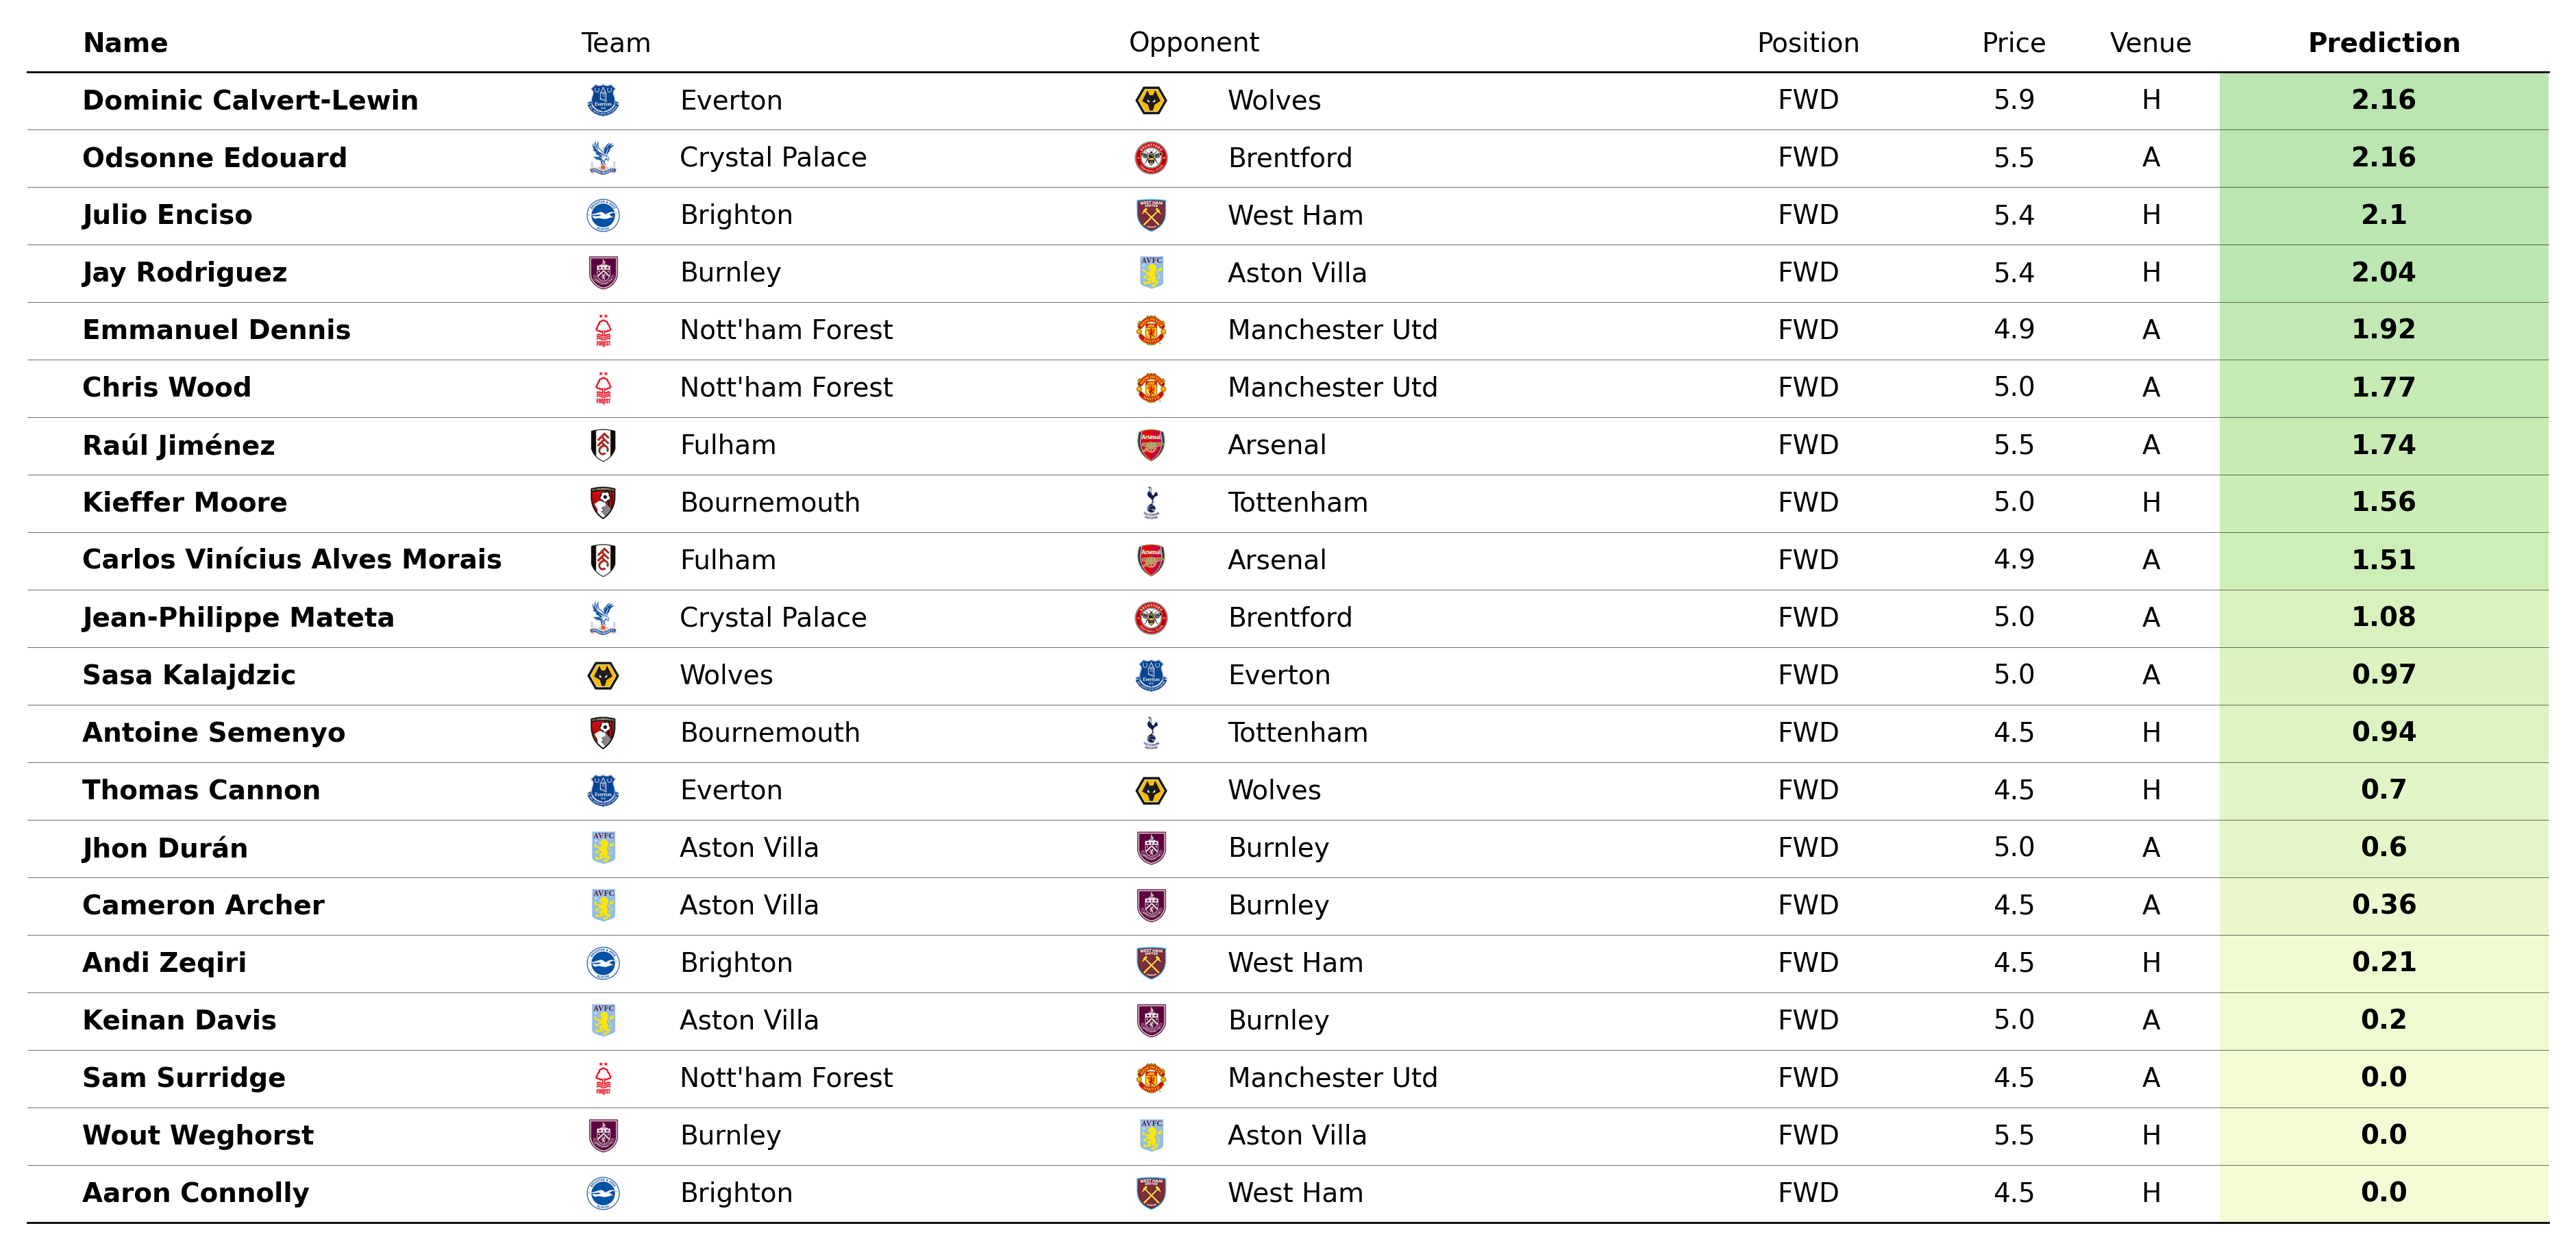 Name Team Opponent Position Price Venue Prediction
Dominic Calvert-Lewin Everton Wolves FWD 5.9 H 2.16
Odsonne Edouard Crystal Palace Brentford FWD 5.5 A 2.16
Julio Enciso Brighton West Ham FWD 5.4 H 2.1
Jay Rodriguez Burnley Aston Villa FWD 5.4 H 2.04
Emmanuel Dennis Nott'ham Forest Manchester Utd FWD 4.9 A 1.92
Chris Wood Nott'ham Forest Manchester Utd FWD 5.0 A 1.77
Raúl Jiménez Fulham Arsenal FWD 5.5 A 1.74
Kieffer Moore Bournemouth Tottenham FWD 5.0 H 1.56
Carlos Vinícius Alves Morais Fulham Arsenal FWD 4.9 A 1.51
Jean-Philippe Mateta Crystal Palace Brentford FWD 5.0 A 1.08
Sasa Kalajdzic Wolves Everton FWD 5.0 A 0.97
Antoine Semenyo Bournemouth Tottenham FWD 4.5 H 0.94
Thomas Cannon Everton Wolves FWD 4.5 H 0.7
Jhon Durán Aston Villa Burnley FWD 5.0 A 0.6
Cameron Archer Aston Villa Burnley FWD 4.5 A 0.36
Andi Zeqiri Brighton West Ham FWD 4.5 H 0.21
Keinan Davis Aston Villa Burnley FWD 5.0 A 0.2
Sam Surridge Nott'ham Forest Manchester Utd FWD 4.5 A 0.0
Wout Weghorst Burnley Aston Villa FWD 5.5 H 0.0
Aaron Connolly Brighton West Ham FWD 4.5 H 0.0